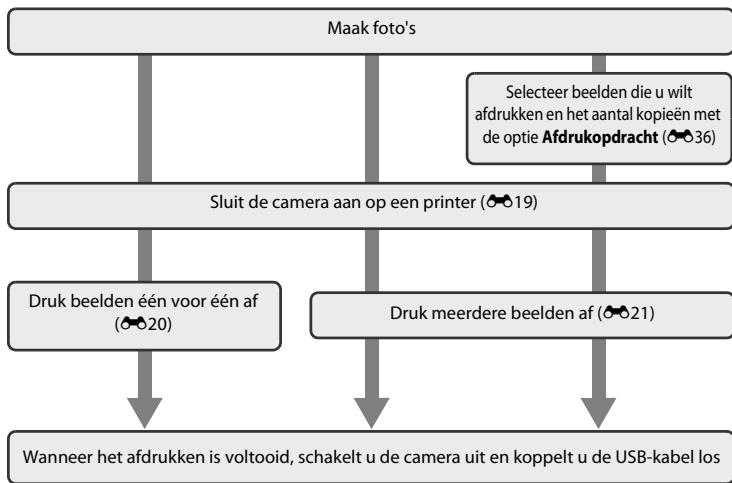 Maak foto's
Selecteer beelden die u wilt
afdrukken en het aantal kopieën met
de optie Afdrukopdracht (36)
Sluit de camera aan op een printer (19)
Druk beelden één voor één af
(20)
Druk meerdere beelden af (21)
Wanneer het afdrukken is voltooid, schakelt u de camera uit en koppelt u de USB-kabel los